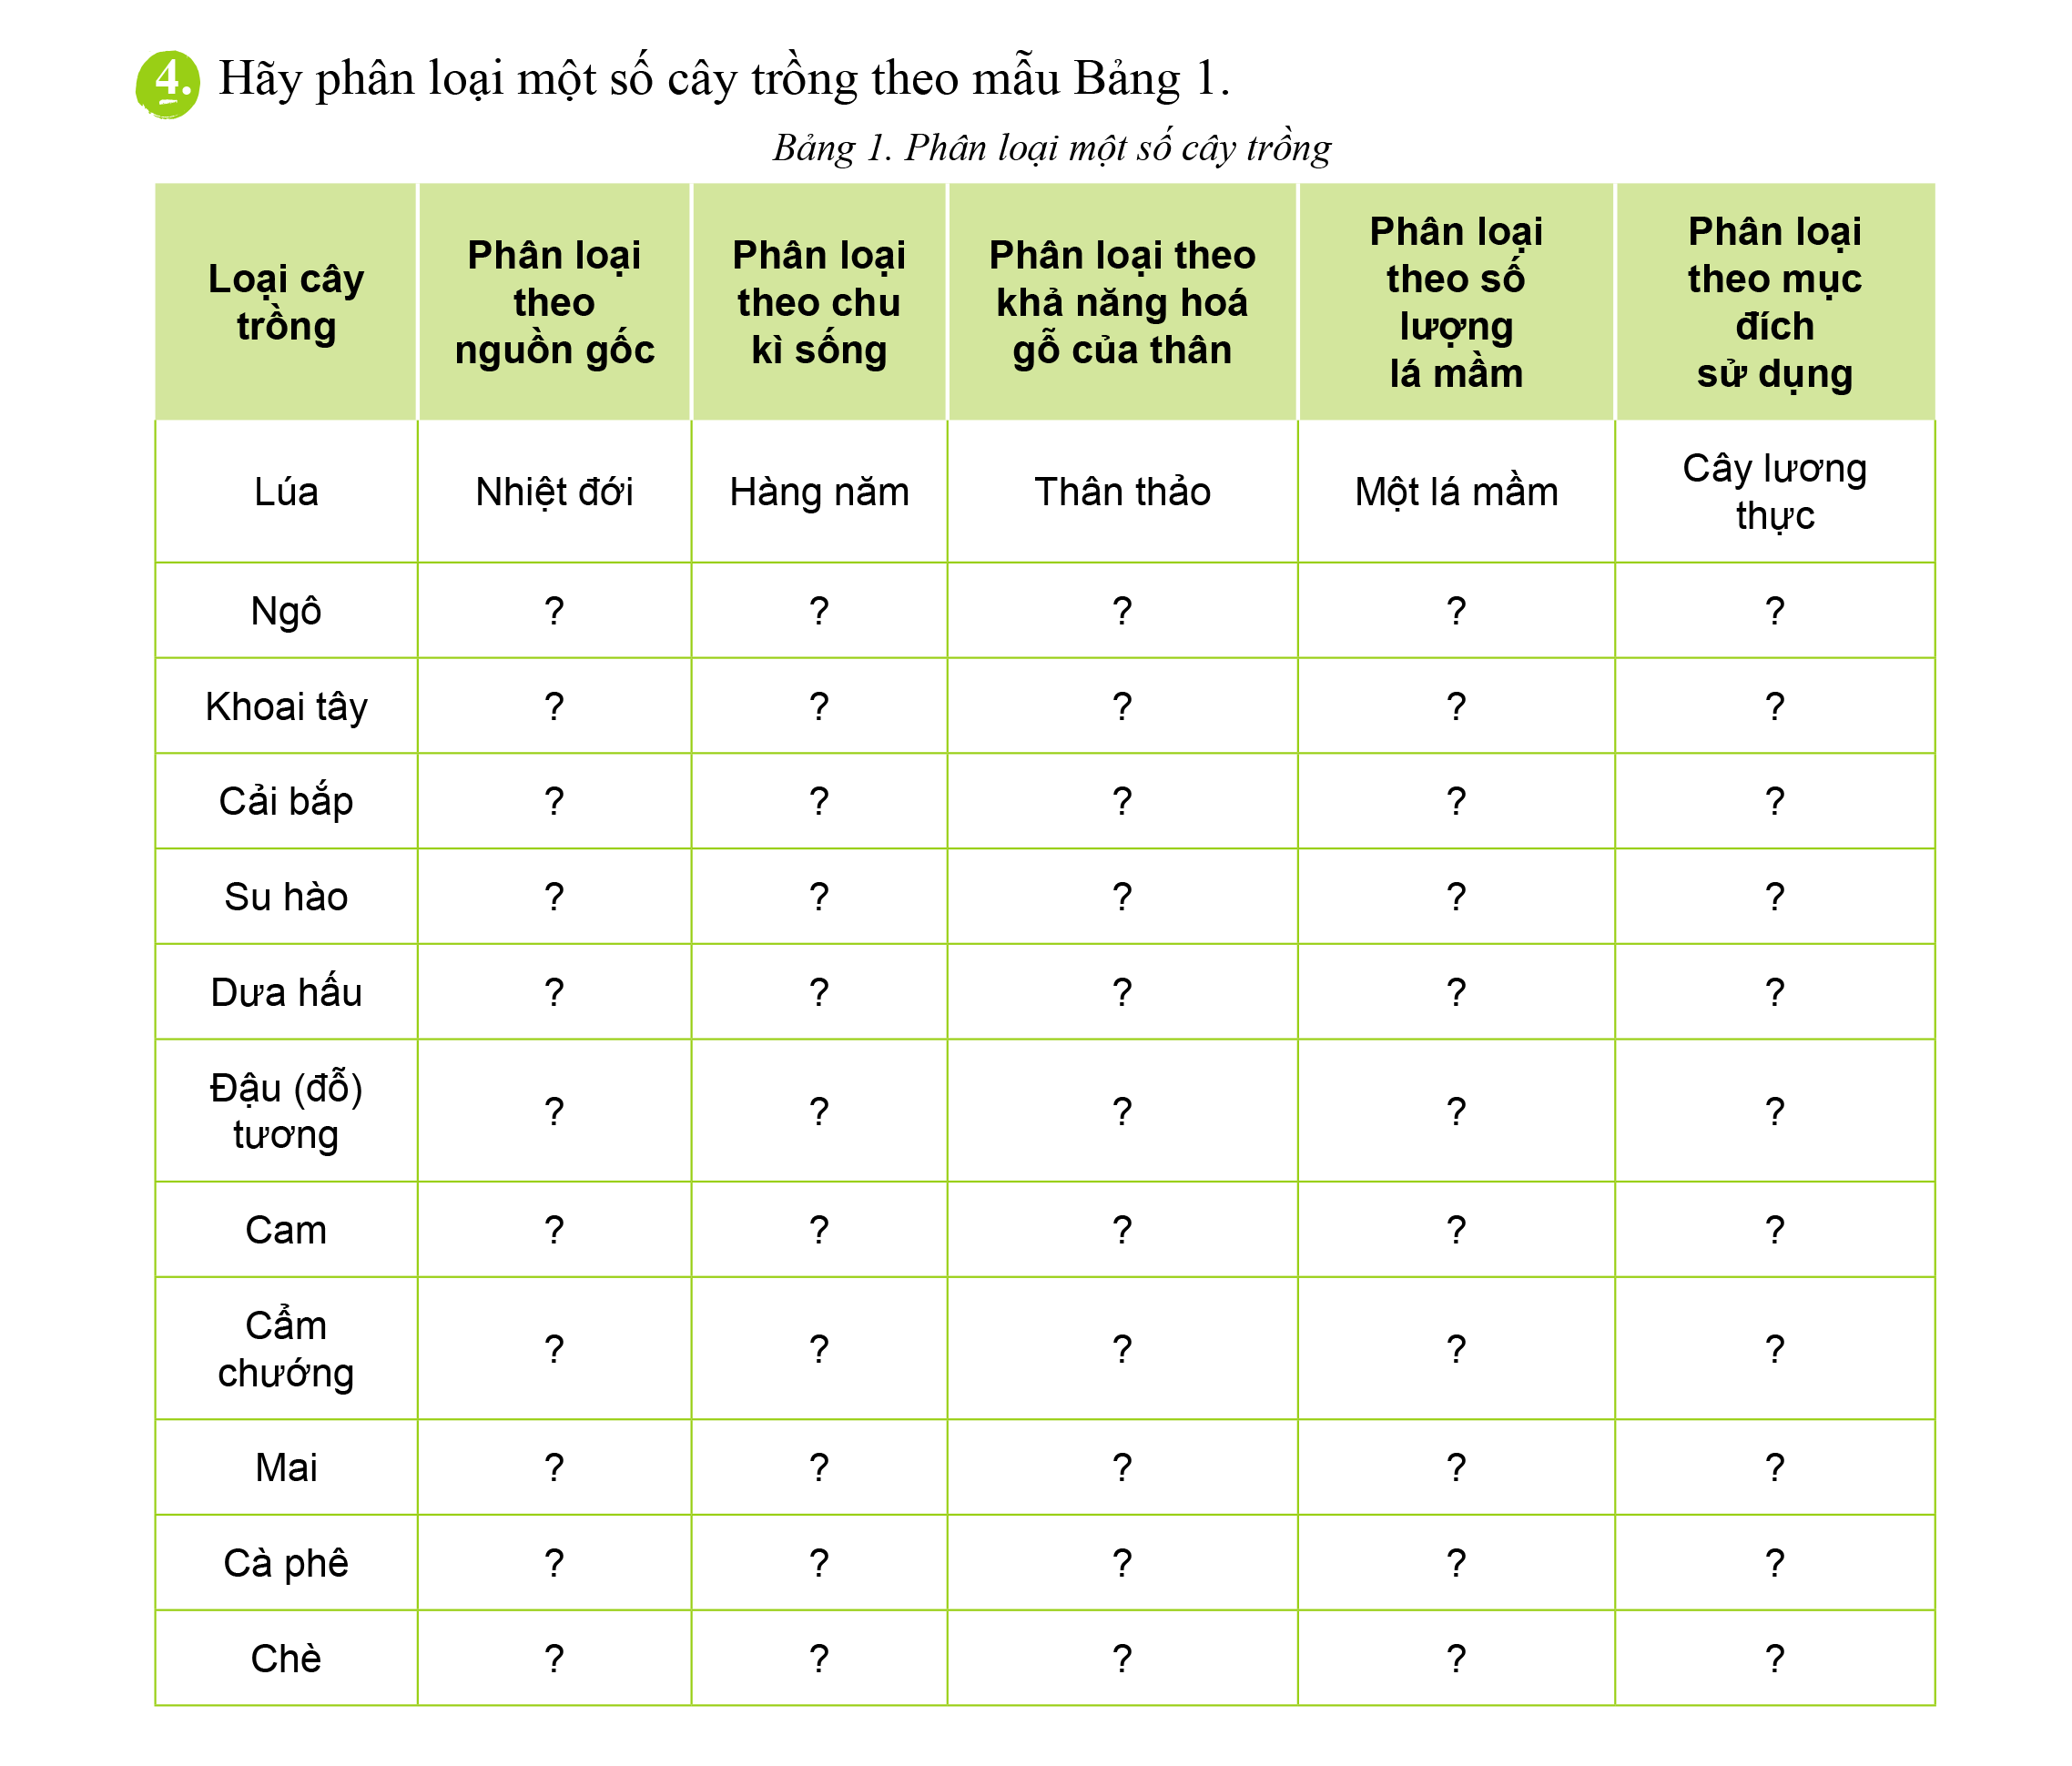 4. Hãy phân loại một số cây trồng theo mẫu Bảng 1.
Bảng 1. Phân loại một số cây trồng
Loại cây
trồng
Phân loại
theo
nguồn gốc
Phân loại
theo chu
kì sống
Phân loại theo
khả năng hoá
gỗ của thân
Phân loại
theo số
lượng
lá mầm
Phân loại
theo mục
đích
sử dụng
Lúa
Nhiệt đới
Hàng năm
Thân thảo
Một lá mầm
Cây lương
thực
Ngô ? ? ? ? ?
Khoai tây ? ? ? ? ?
Cải bắp ? ? ? ? ?
Su hào ? ? ? ? ?
Dưa hấu ? ? ? ? ?
Đậu (đỗ)
tương
? ? ? ? ?
Cam ? ? ? ? ?
Cẩm
chướng
? ? ? ? ?
Mai ? ? ? ? ?
Cà phê ? ? ? ? ?
Chè ? ? ? ? ?